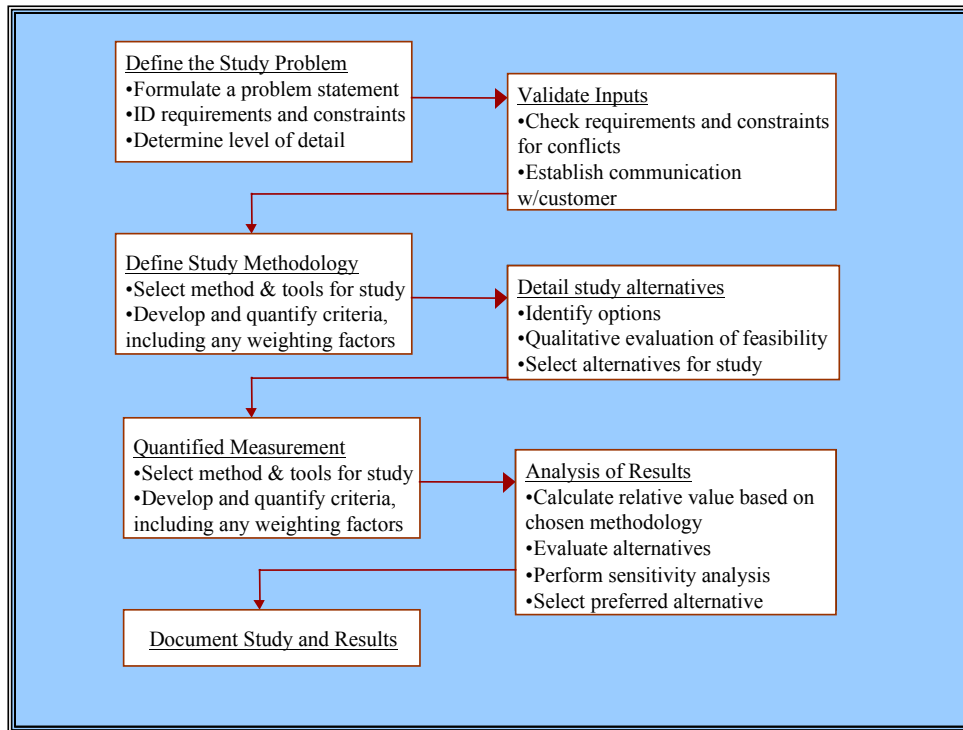 Define the Study Problem
•Formulate a problem statement
•ID requirements and constraints
•Determine level of detail
Validate Inputs
•Check requirements and constraints
for conflicts
•Establish communication
w/customer
Define Study Methodology
•Select method & tools for study
•Develop and quantify criteria,
including any weighting factors
Detail study alternatives
•Identify options
•Qualitative evaluation of feasibility
•Select alternatives for study
Quantified Measurement
•Select method & tools for study
•Develop and quantify criteria,
including any weighting factors
Analysis of Results
•Calculate relative value based on
chosen methodology
•Evaluate alternatives
•Perform sensitivity analysis
•Select preferred alternative
Document Study and Results